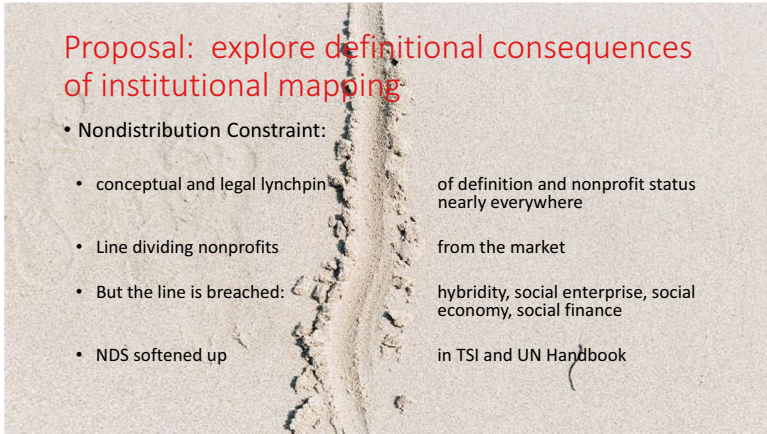 Proposal:  explore definitional consequences
of institutional mapping
• Nondistribution Constraint:
• conceptual and legal lynchpin of definition and nonprofit status
nearly everywhere
• Line dividing nonprofits from the market
• But the line is breached: hybridity, social enterprise, social
economy, social finance
• NDS softened up in TSI and UN Handbook